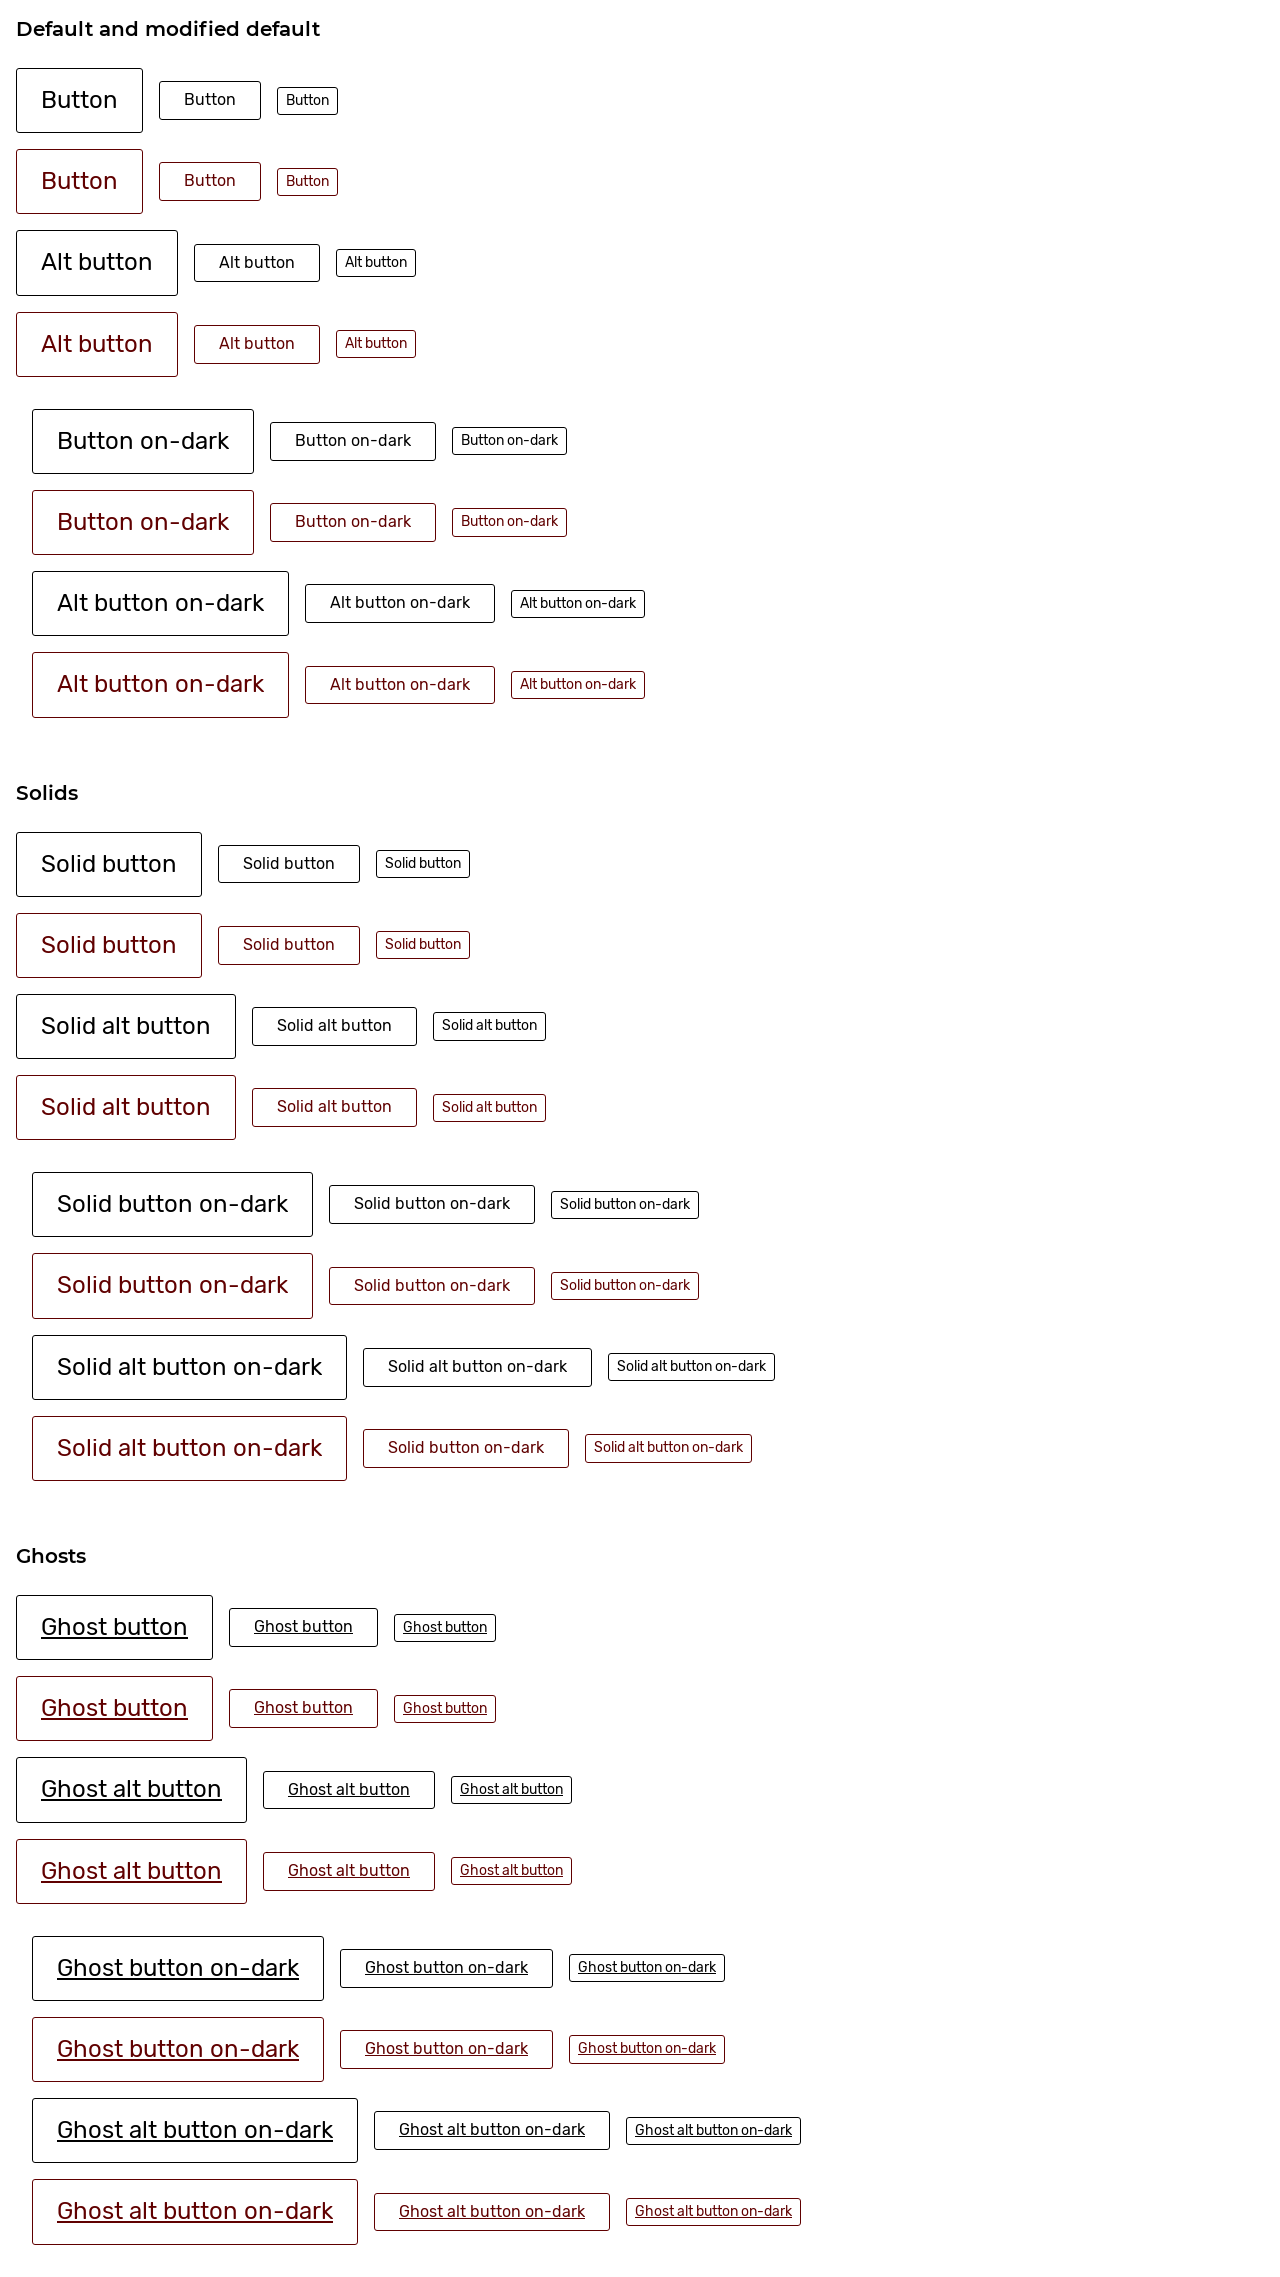 Default and modified default
Button Button Button
Button Button Button
Alt button Alt button Alt button
Alt button Alt button Alt button
Button on-dark Button on-dark Button on-dark
Button on-dark Button on-dark Button on-dark
Alt button on-dark Alt button on-dark Alt button on-dark
Alt button on-dark Alt button on-dark Alt button on-dark
Solids
Solid button Solid button Solid button
Solid button Solid button Solid button
Solid alt button Solid alt button Solid alt button
Solid alt button Solid alt button Solid alt button
Solid button on-dark Solid button on-dark Solid button on-dark
Solid button on-dark Solid button on-dark Solid button on-dark
Solid alt button on-dark Solid alt button on-dark Solid alt button on-dark
Solid alt button on-dark Solid button on-dark Solid alt button on-dark
Ghosts
Ghost button Ghost button Ghost button
Ghost button Ghost button Ghost button
Ghost alt button Ghost alt button Ghost alt button
Ghost alt button Ghost alt button Ghost alt button
Ghost button on-dark Ghost button on-dark Ghost button on-dark
Ghost button on-dark Ghost button on-dark Ghost button on-dark
Ghost alt button on-dark Ghost alt button on-dark Ghost alt button on-dark
Ghost alt button on-dark Ghost alt button on-dark Ghost alt button on-dark